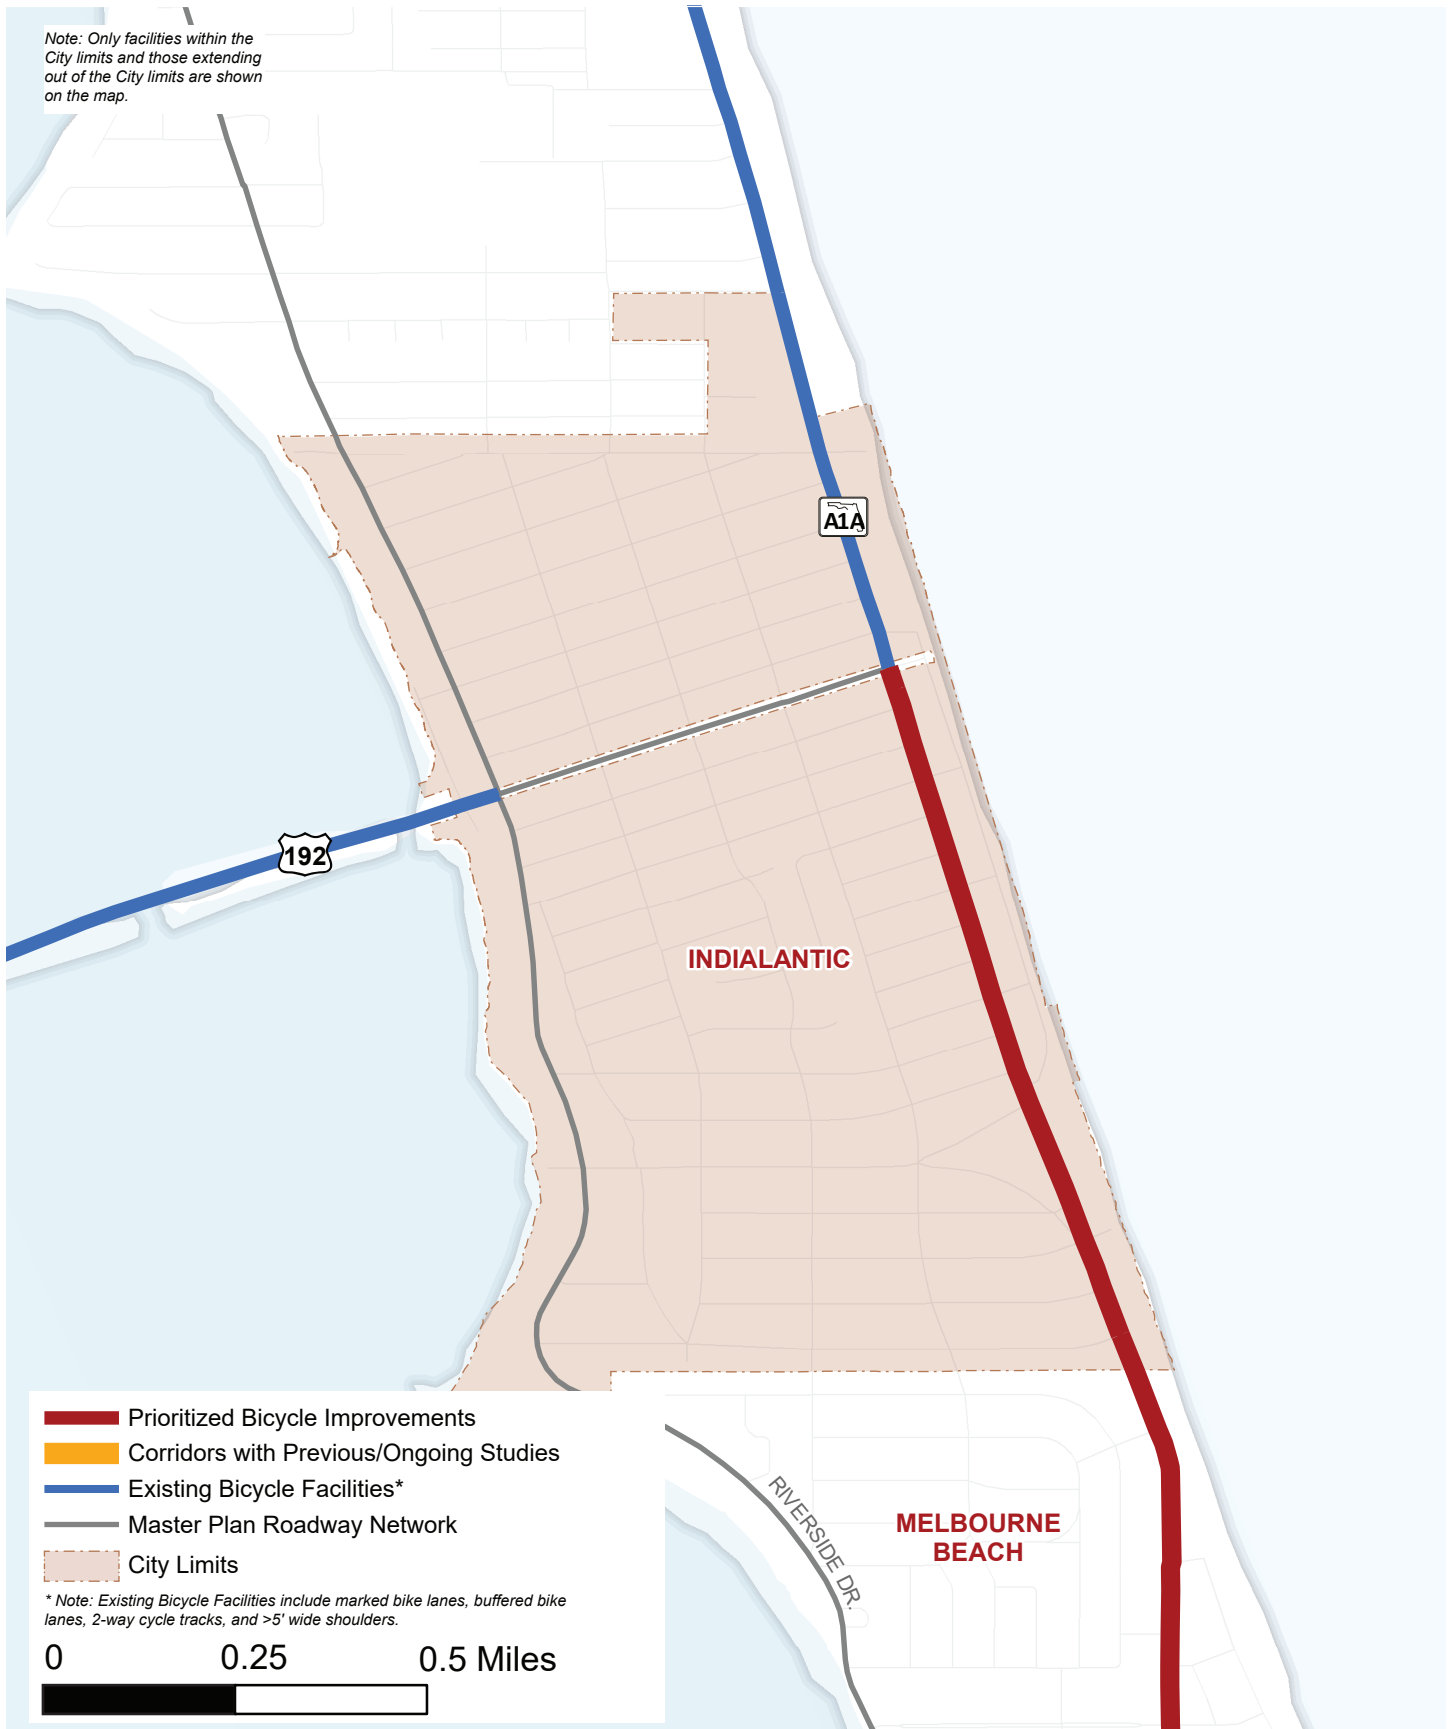 Note: Only facilities within the
City limits and those extending
out of the City limits are shown
on the map.
A1A
192
INDIALANTIC
MELBOURNE
BEACH
RIVERSIDE DR.
Prioritized Bicycle Improvements
Corridors with Previous/Ongoing Studies
Existing Bicycle Facilities*
Master Plan Roadway Network
City Limits
* Note: Existing Bicycle Facilities include marked bike lanes, buffered bike
lanes, 2-way cycle tracks, and >5' wide shoulders.
0 0.25 0.5 Miles